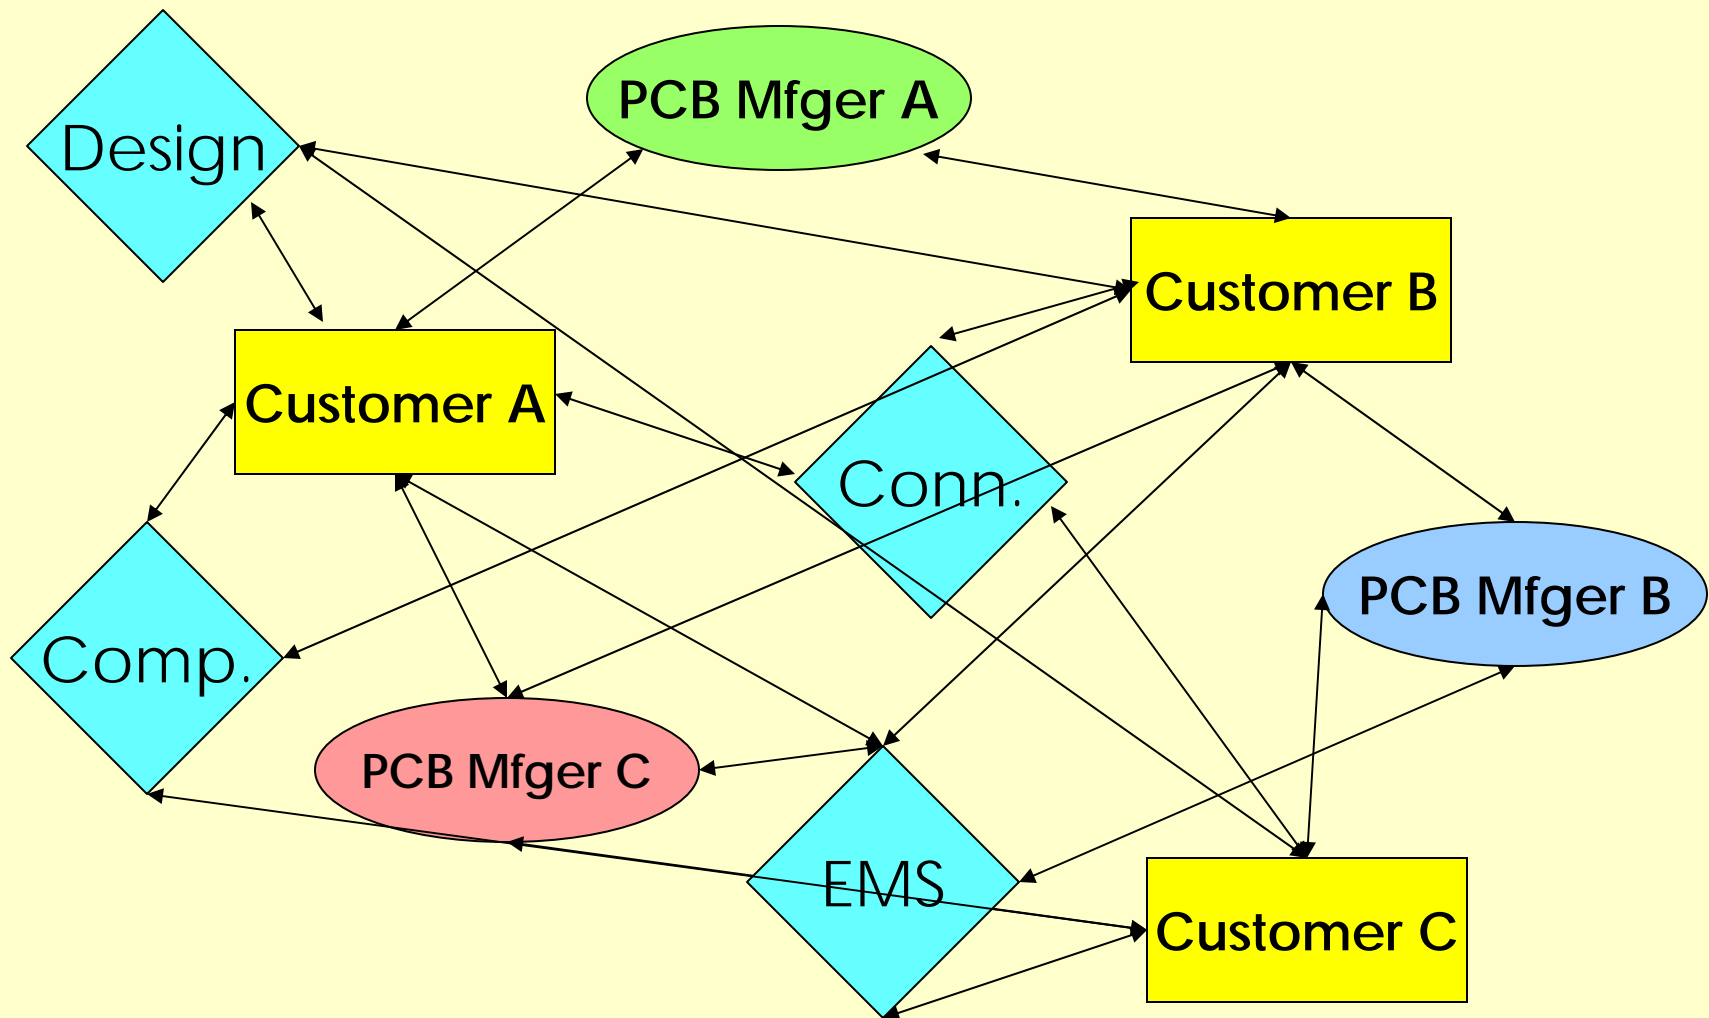 Design
PCB Mfger A
Customer B
Customer A
Conn.
PCB Mfger B
Comp.
PCB Mfger C
EMS
Customer C